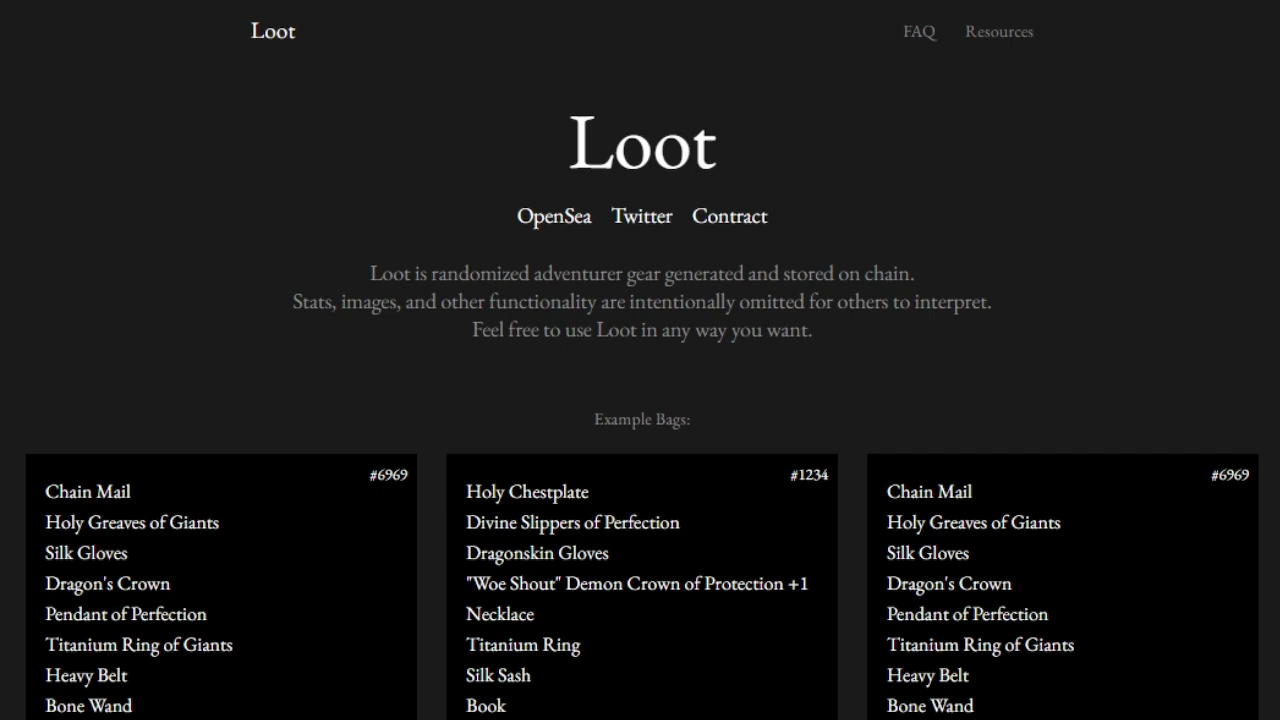 Loot
FAQ Resources
Loot
OpenSea Twitter Contract
Loot is randomized adventurer gear generated and stored on chain.
Stats, images, and other functionality are intentionally omitted for others to interpret.
Feel free to use Loot in any way you want.
Example Bags:
#6969
Chain Mail
Holy Greaves of Giants
Silk Gloves
Dragon's Crown
Pendant of Perfection
Titanium Ring of Giants
Heavy Belt
Bone Wand
#1234
Holy Chestplate
Divine Slippers of Perfection
Dragonskin Gloves
"Woe Shout" Demon Crown of Protection +1
Necklace
Titanium Ring
Silk Sash
Book
#6969
Chain Mail
Holy Greaves of Giants
Silk Gloves
Dragon's Crown
Pendant of Perfection
Titanium Ring of Giants
Heavy Belt
Bone Wand